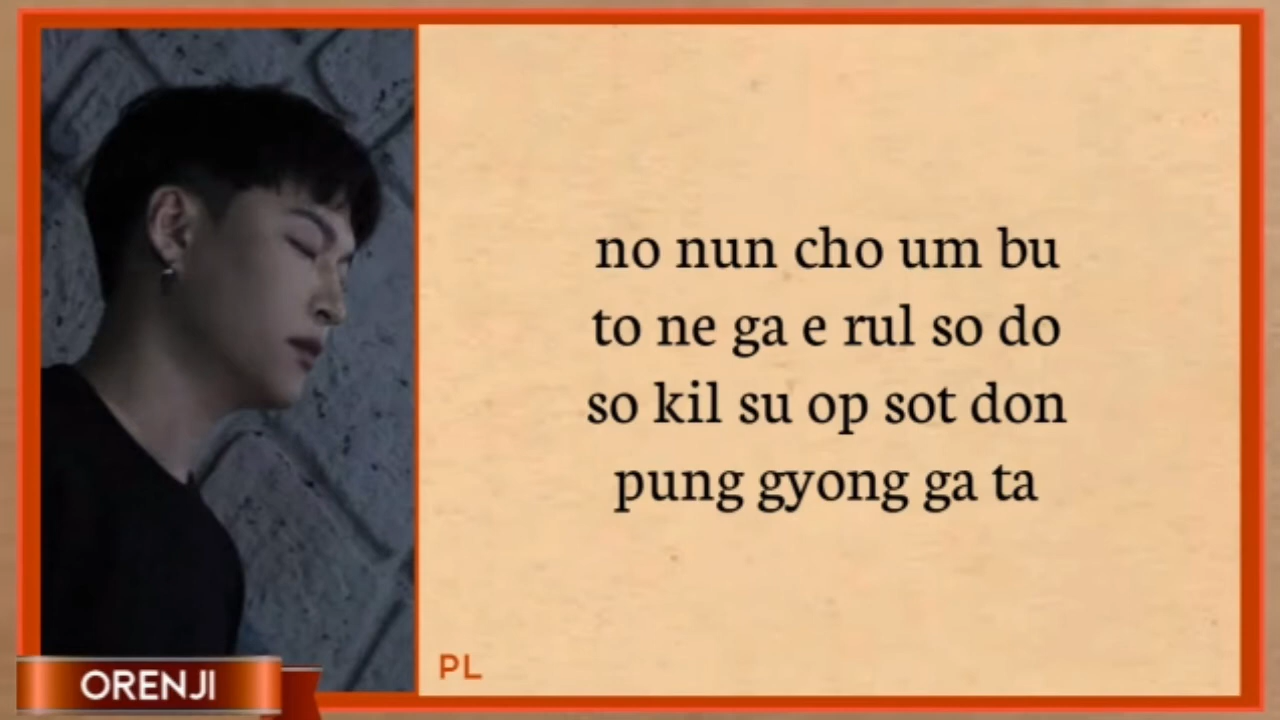 no nun cho um bu
to ne ga e rul so do
so kil su op sot don
pung gyong ga ta
PL
ORENJI